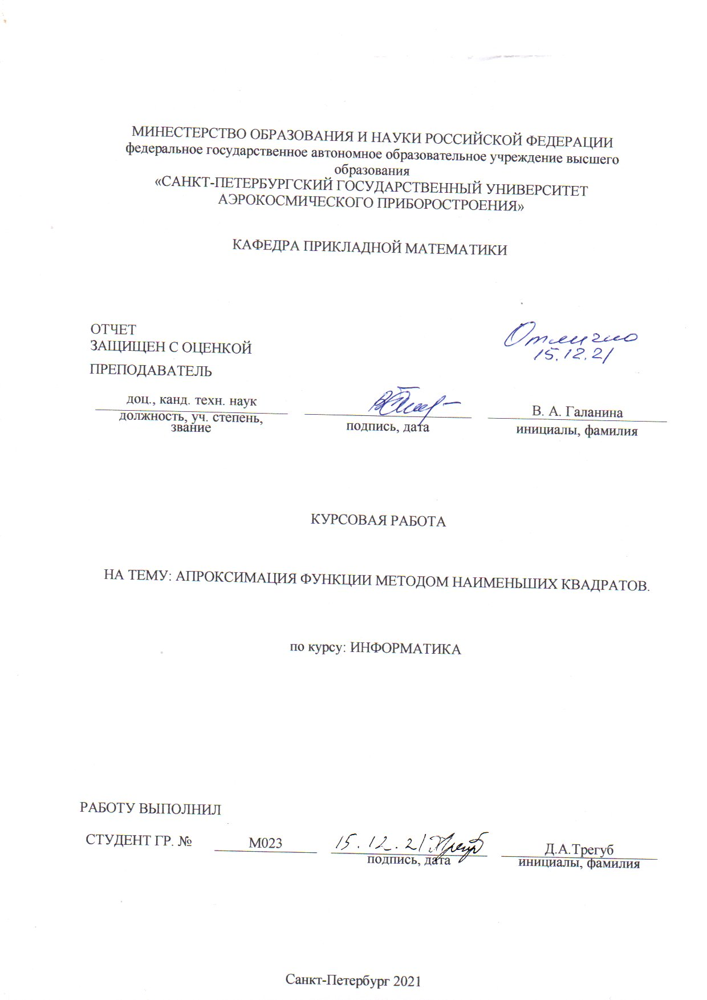 МИНЕСТЕРСТВО ОБРАЗОВАНИЯ И НАУКИ РОССИЙСКОЙ ФЕДЕРАЦИИ
федеральное государственное автономное образовательное учреждение высшего
образования
«САНКТ-ПЕТЕРБУРГСКИЙ ГОСУДАРСТВЕННЫЙ УНИВЕРСИТЕТ
АЭРОКОСМИЧЕСКОГО ПРИБОРОСТРОЕНИЯ»
КАФЕДРА ПРИКЛАДНОЙ МАТЕМАТИКИ
ОТЧЕТ
ЗАЩИЩЕН С ОЦЕНКОЙ
Отлично
15.12.21
ПРЕПОДАВАТЕЛЬ
доц., канд. техн. наук
В. А. Галанина
должность, уч. степень,
звание
подпись, дата
инициалы, фамилия
КУРСОВАЯ РАБОТА
НА ТЕМУ: АПРОКСИМАЦИЯ ФУНКЦИИ МЕТОДОМ НАИМЕНЬШИХ КВАДРАТОВ.
по курсу: ИНФОРМАТИКА
РАБОТУ ВЫПОЛНИЛ
СТУДЕНТ ГР. № М023 15.12.21 Трегуб Д.А.Трегуб
подпись, дата
инициалы, фамилия
Санкт-Петербург 2021